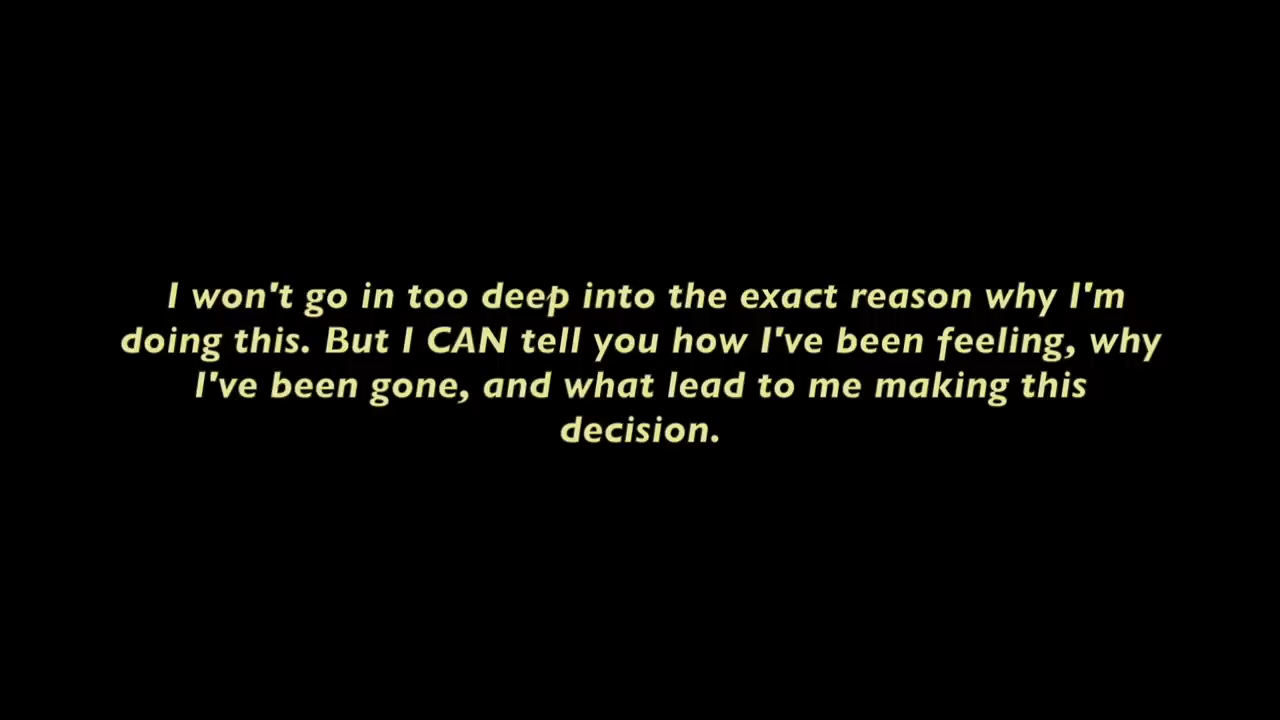 I won't go in too deep into the exact reason why I'm
doing this. But I CAN tell you how I've been feeling, why
I've been gone, and what lead to me making this
decision.